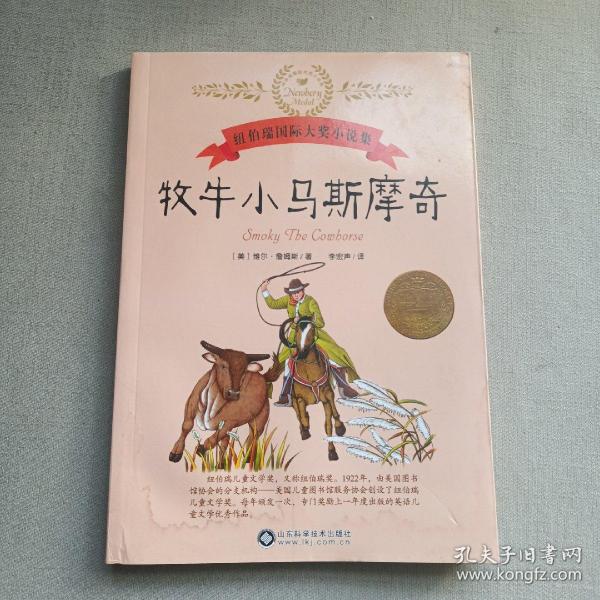 Newbery
Medal
纽伯瑞国际大奖小说集
牧牛小马斯摩奇
Smoky The Cowhorse
［美］维尔·詹姆斯/著 李宏声/译
纽伯瑞儿童文学奖，又称纽伯瑞奖。1922年，由美国图书
馆协会的分支机构——美国儿童图书馆服务协会创设了纽伯瑞
儿童文学奖。每年颁发一次，专门奖励上一年度出版的英语儿
童文学优秀作品。
山东科学技术出版社
www.lkj.com.cn
孔夫子旧书网
www.kongfz.com